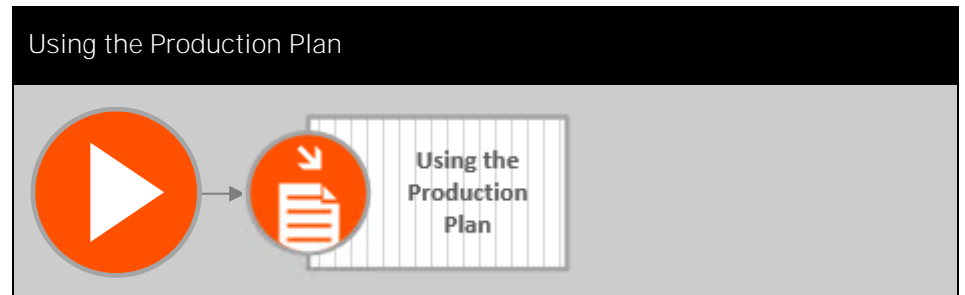 Using the Production Plan
Using the
Production
Plan